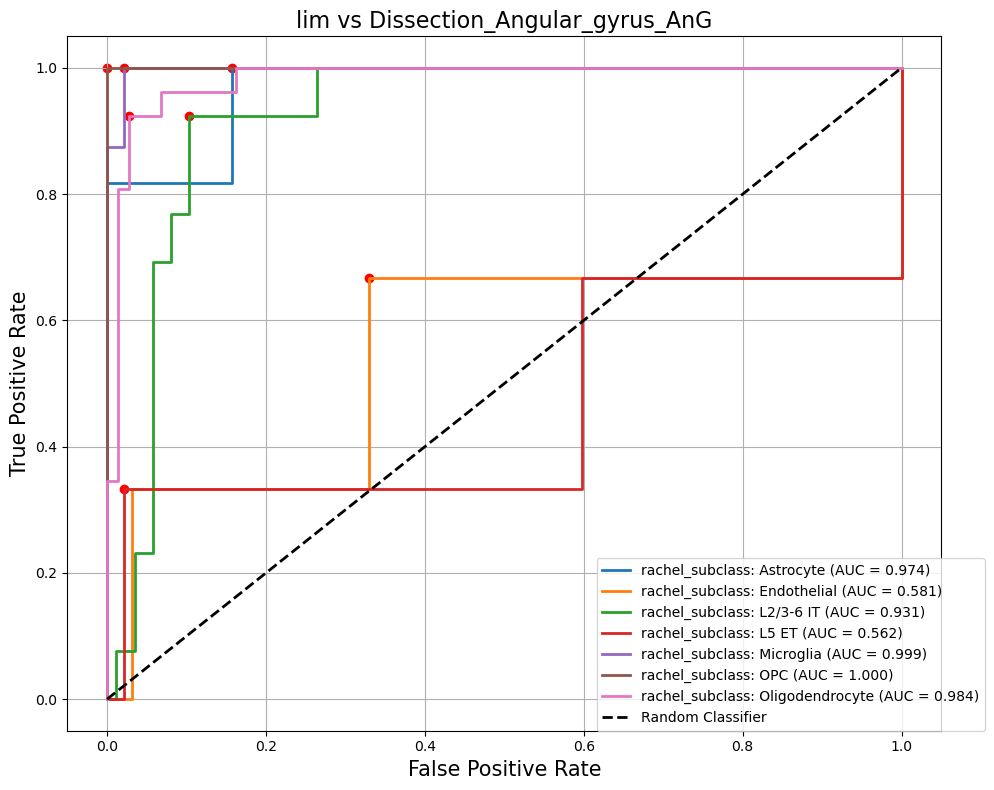 lim vs Dissection_Angular_gyrus_AnG
True Positive Rate
1.0
0.8
0.6
0.4
0.2
0.0
rachel_subclass: Astrocyte (AUC = 0.974)
rachel_subclass: Endothelial (AUC = 0.581)
rachel_subclass: L2/3-6 IT (AUC = 0.931)
rachel_subclass: L5 ET (AUC = 0.562)
rachel_subclass: Microglia (AUC = 0.999)
rachel_subclass: OPC (AUC = 1.000)
rachel_subclass: Oligodendrocyte (AUC = 0.984)
Random Classifier
0.0 0.2 0.4 0.6 0.8 1.0
False Positive Rate